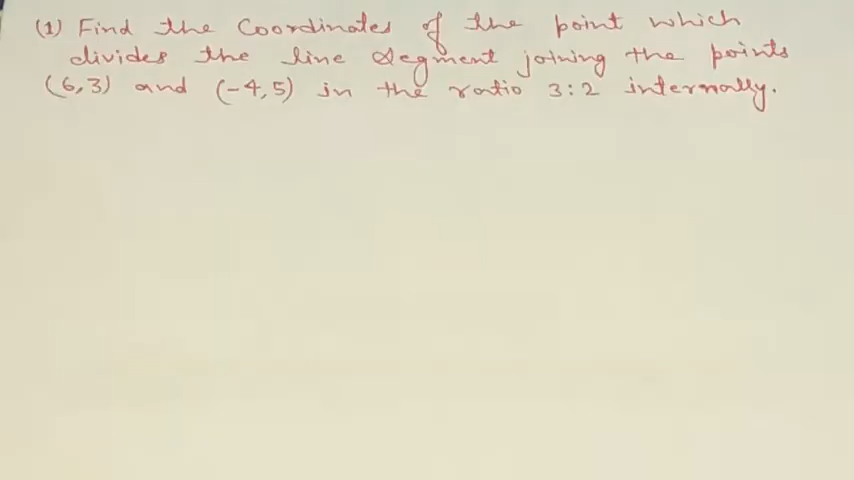 (1) Find the Coordinates of the point which
divides the line segment joining the points
(6,3) and (-4,5) in the ratio 3:2 internally.